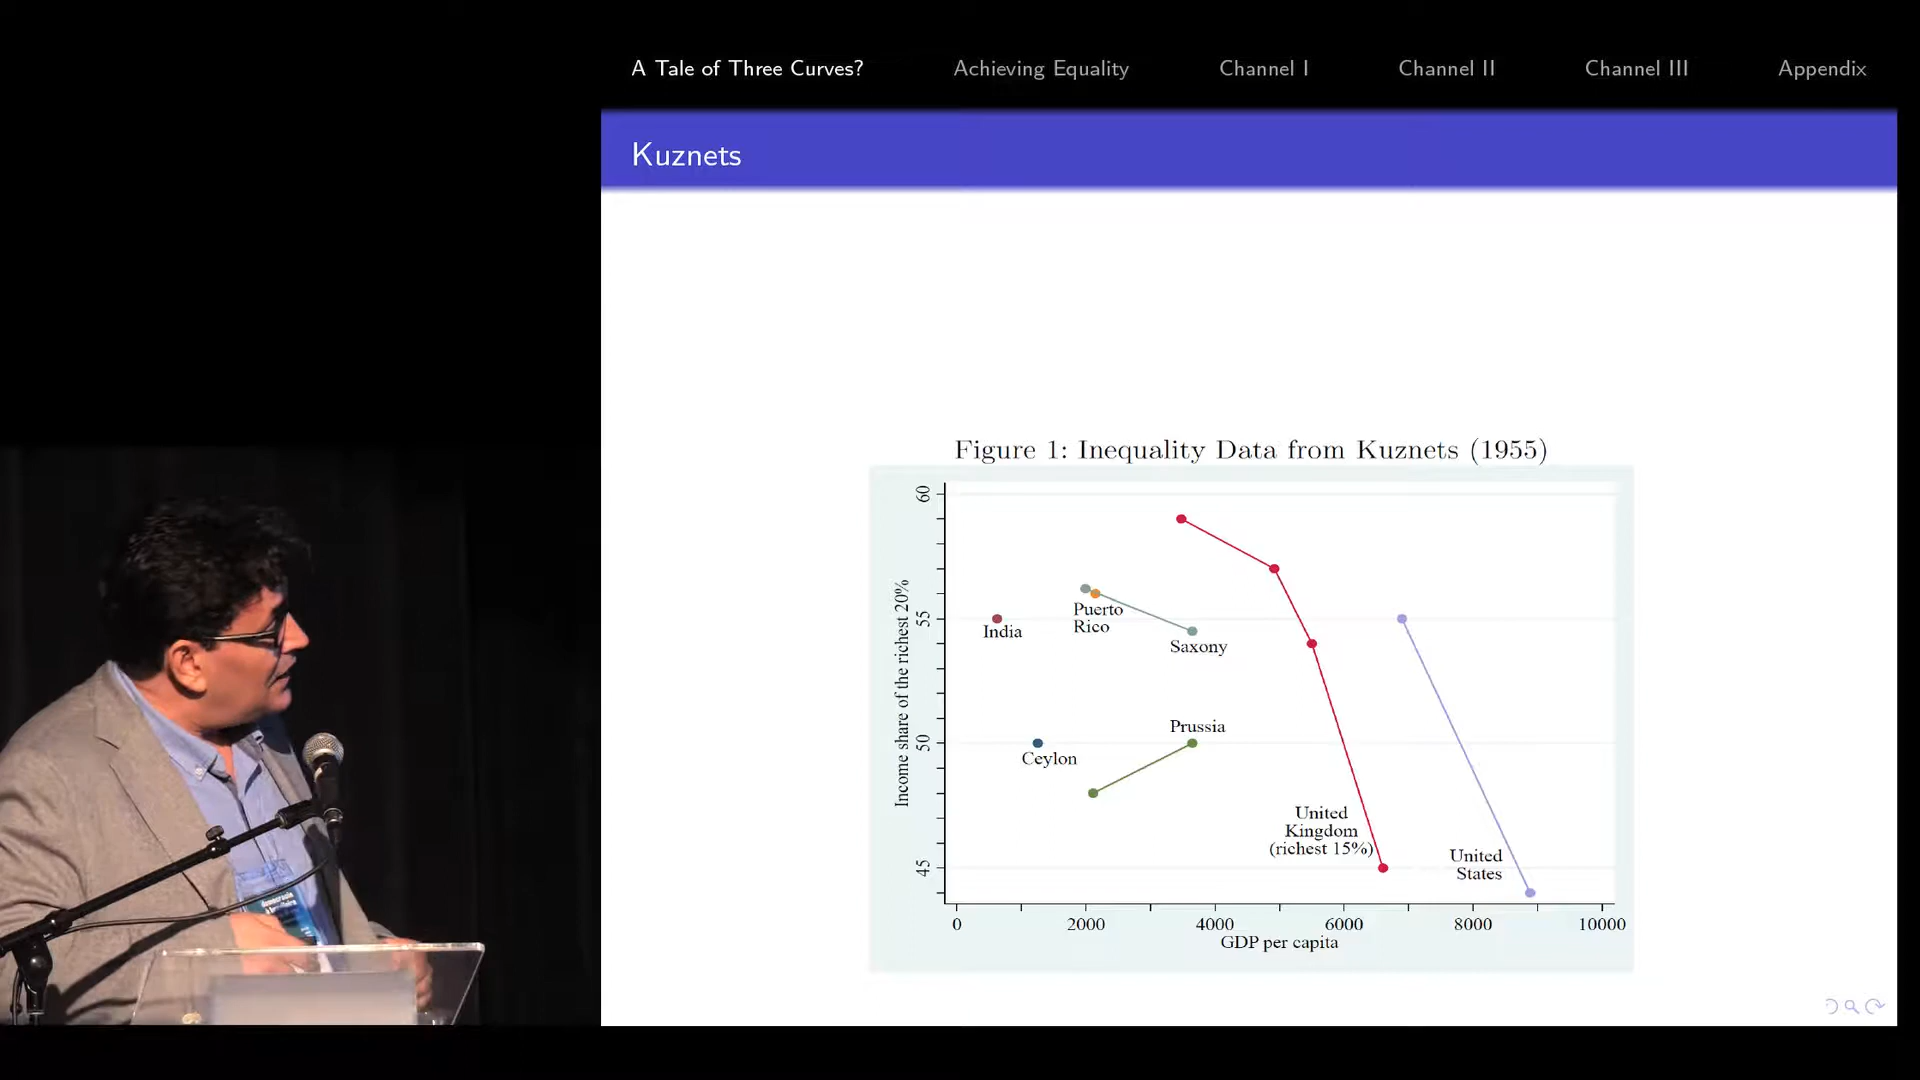 A Tale of Three Curves? Achieving Equality Channel I Channel II Channel III Appendix
Kuznets
Figure 1: Inequality Data from Kuznets (1955)
Income share of the richest 20%
60
55
50
45
India
Puerto
Rico
Saxony
Ceylon
Prussia
United
Kingdom
(richest 15%)
United
States
0 2000 4000 6000 8000 10000
GDP per capita